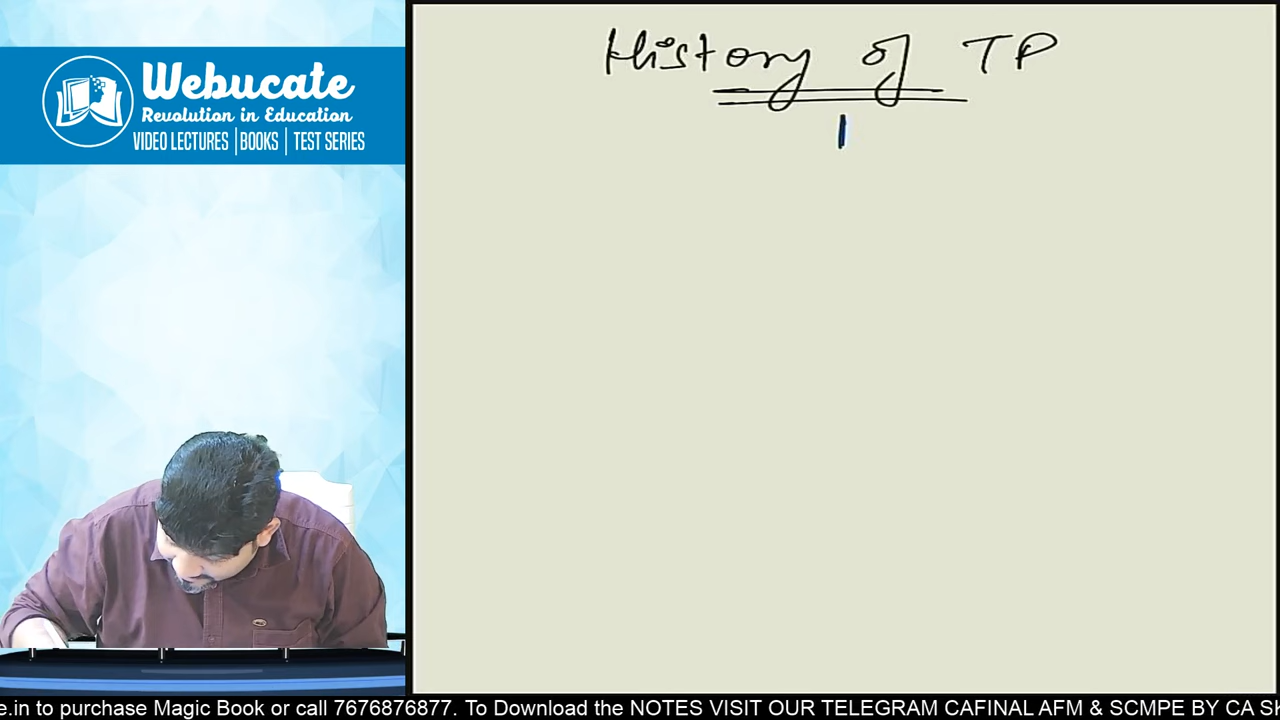 Webucate
Revolution in Education
VIDEO LECTURES | BOOKS | TEST SERIES
History of TP
e.in to purchase Magic Book or call 7676876877. To Download the NOTES VISIT OUR TELEGRAM CAFINAL AFM & SCMPE BY CA